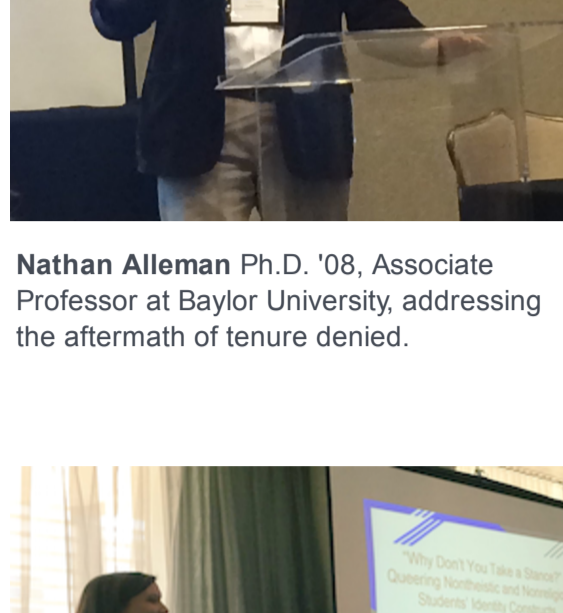 Nathan Alleman Ph.D. '08, Associate
Professor at Baylor University, addressing
the aftermath of tenure denied.
"Why Don't You Take a Stance?"
Queering Nontheistic and
Students' Identity